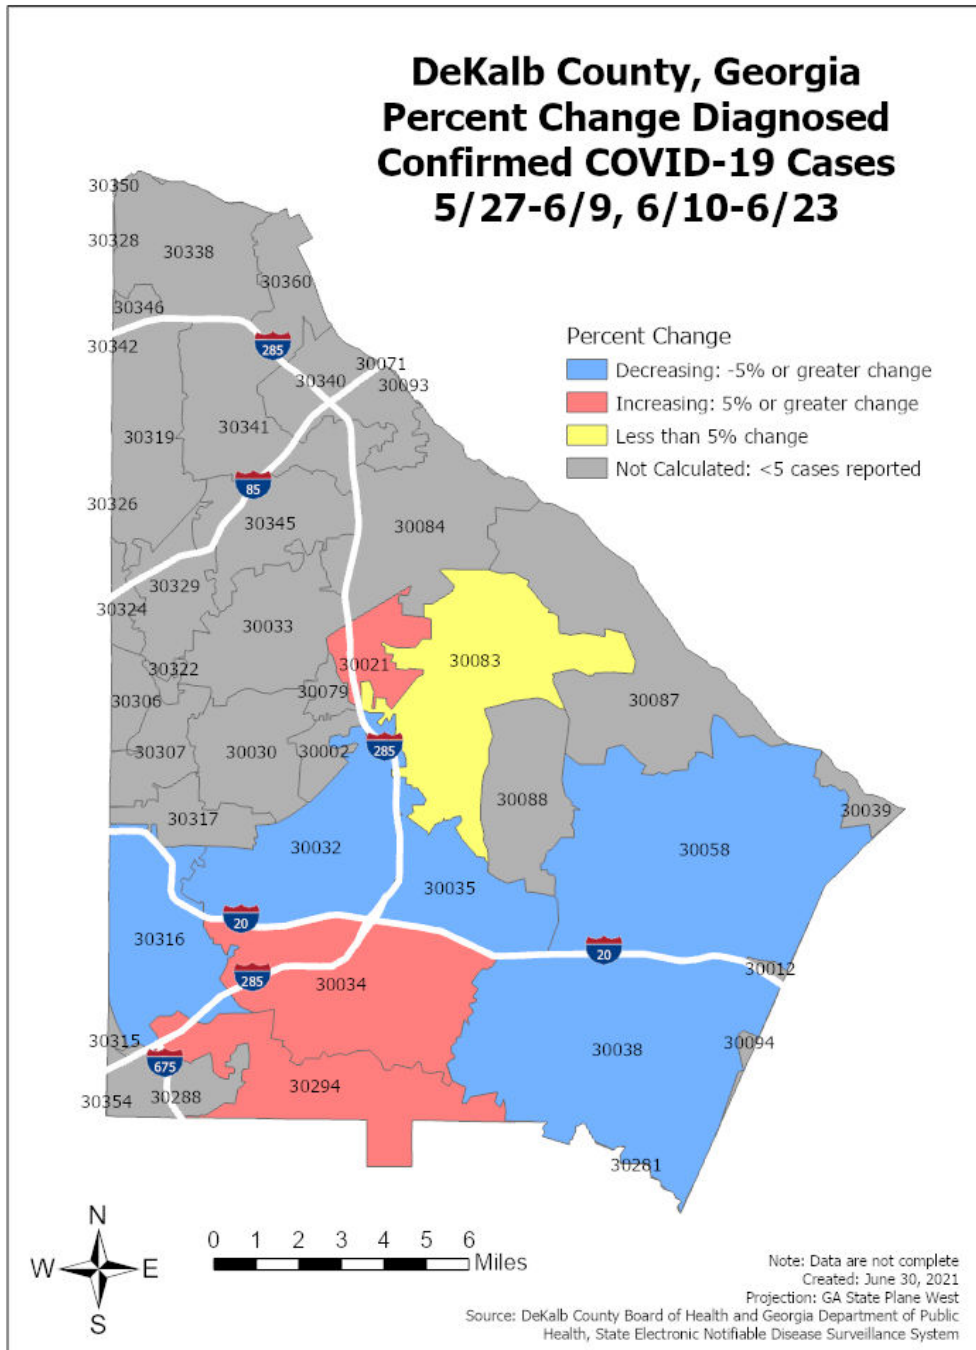 DeKalb County, Georgia
Percent Change Diagnosed
Confirmed COVID-19 Cases
5/27-6/9, 6/10-6/23
30350
30328
30338
30360
30346
30342
285
30071
30340
30093
Percent Change
Decreasing: -5% or greater change
Increasing: 5% or greater change
Less than 5% change
Not Calculated: <5 cases reported
30319
30341
85
30326
30345
30084
30329
30324
30033
30322
30021
30083
30079
30306
30087
30307
30030
30002
285
30088
30317
30039
30032
30058
30035
20
30316
20
30012
285
30034
30315
30094
30038
675
30294
30288
30354
30281
N
W
E
S
0 1 2 3 4 5 6
Miles
Note: Data are not complete
Created: June 30, 2021
Projection: GA State Plane West
Source: DeKalb County Board of Health and Georgia Department of Public
Health, State Electronic Notifiable Disease Surveillance System